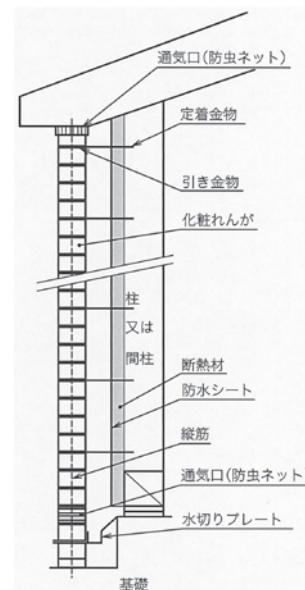 通気口(防虫ネット)
定着金物
引き金物
化粧れんが
柱
又は
間柱
断熱材
防水シート
縦筋
通気口(防虫ネット
水切りプレート
基礎